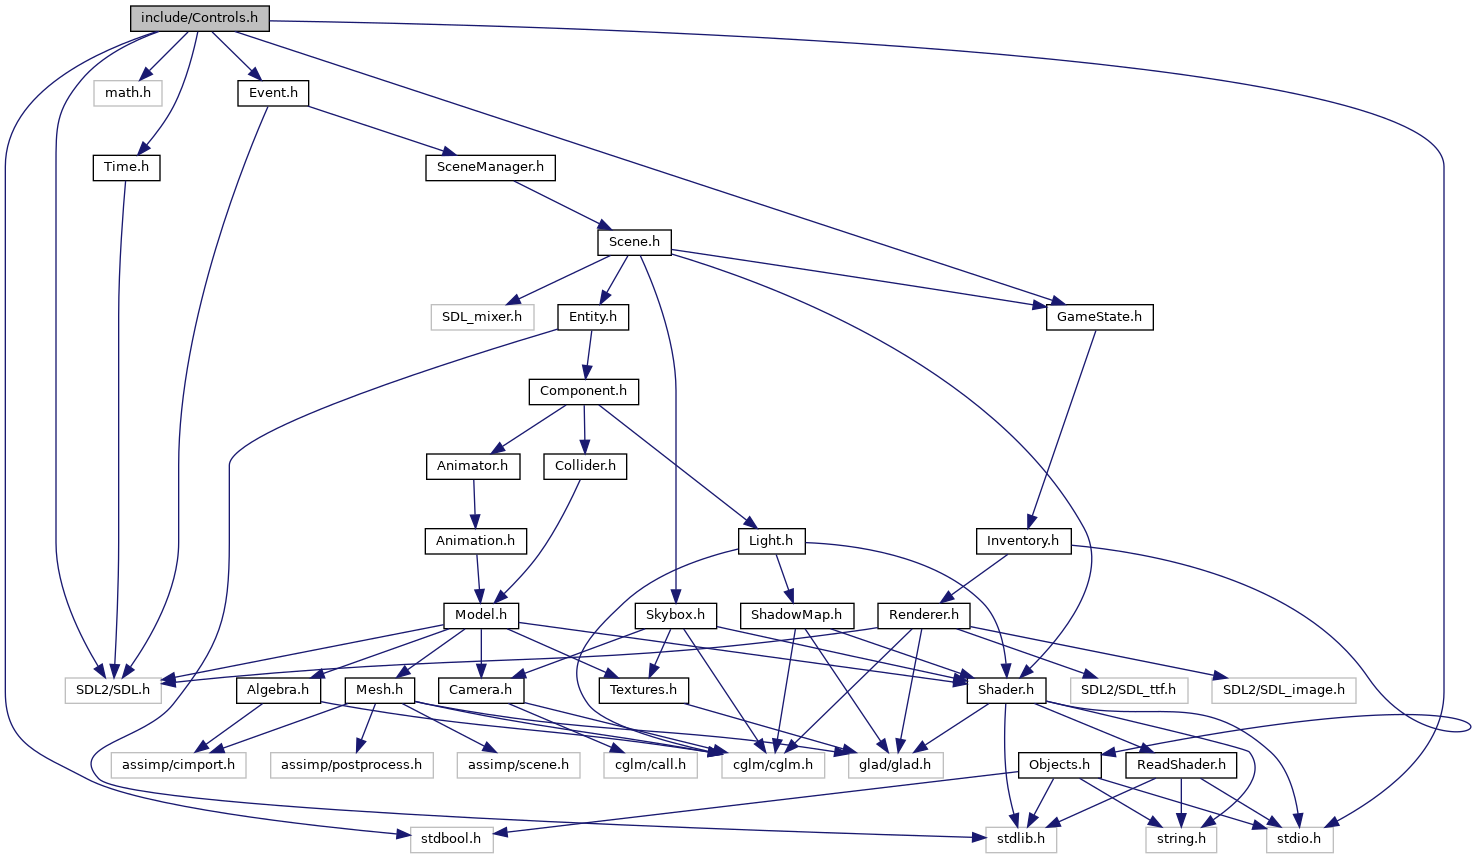 include/Controls.h
math.h
Event.h
Time.h
SceneManager.h
Scene.h
SDL_mixer.h
Entity.h
GameState.h
Component.h
Animator.h
Collider.h
Animation.h
Light.h
Inventory.h
Model.h
Skybox.h
ShadowMap.h
Renderer.h
SDL2/SDL.h
Algebra.h
Mesh.h
Camera.h
Textures.h
Shader.h
SDL2/SDL_ttf.h
SDL2/SDL_image.h
assimp/cimport.h
assimp/postprocess.h
assimp/scene.h
cglm/call.h
cglm/cglm.h
glad/glad.h
Objects.h
ReadShader.h
stdbool.h
stdlib.h
string.h
stdio.h